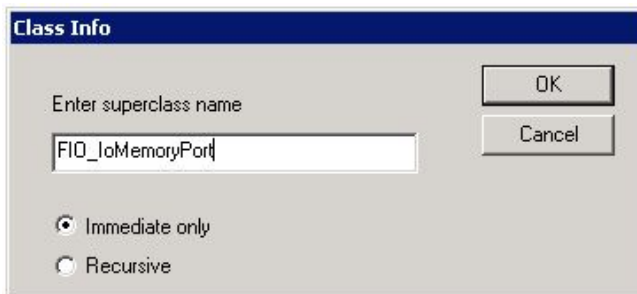 Class Info
Enter superclass name
OK
FIO_IoMemoryPort
Cancel
Immediate only
Recursive